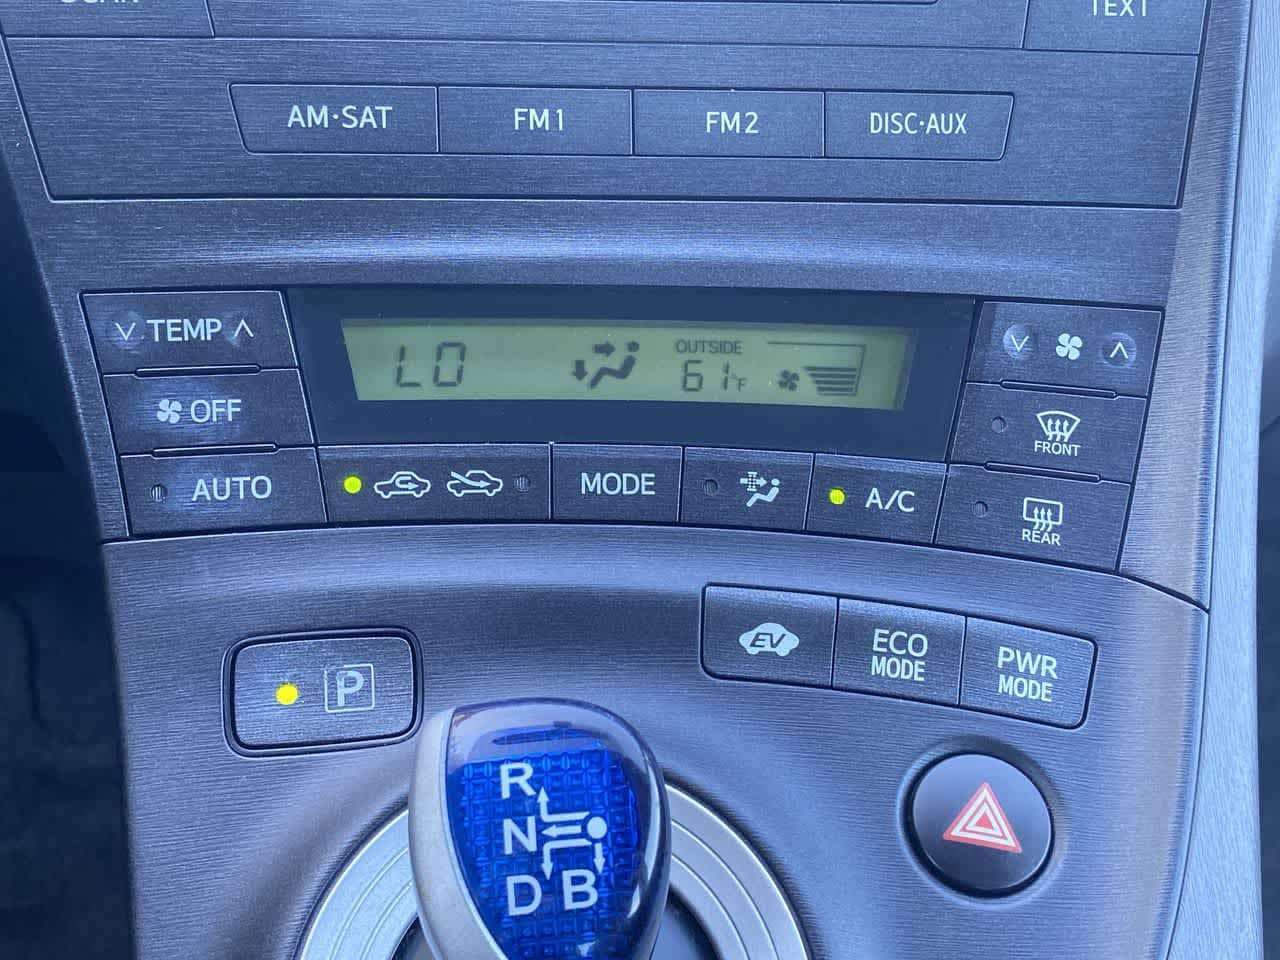 TEXT
AM·SAT FM1 FM2 DISC·AUX
TEMP
LO
OUTSIDE
61°F
OFF
FRONT
AUTO
MODE
A/C
REAR
EV
ECO MODE
PWR MODE
P
R
N
D B